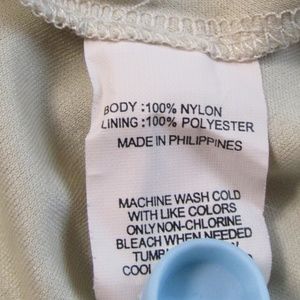 BODY :100% NYLON
LINING :100% POLYESTER
MADE IN PHILIPPINES
MACHINE WASH COLD
WITH LIKE COLORS
ONLY NON-CHLORINE
BLEACH WHEN NEEDED
COOL